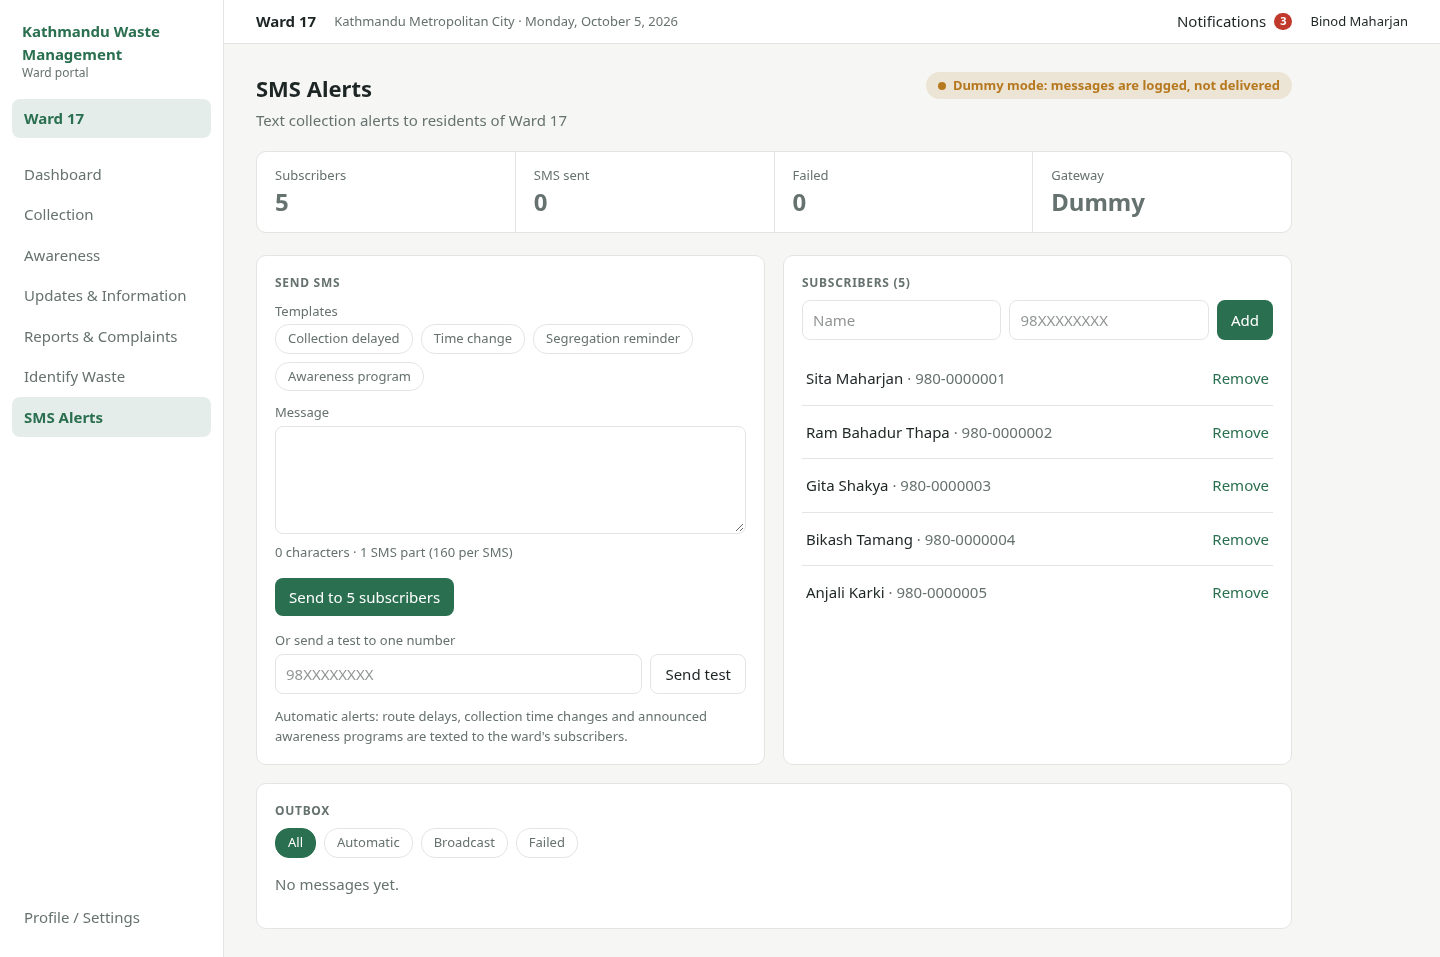 Kathmandu Waste
Management
Ward portal
Ward 17
Dashboard
Collection
Awareness
Updates & Information
Reports & Complaints
Identify Waste
SMS Alerts
Profile / Settings
Ward 17 Kathmandu Metropolitan City · Monday, October 5, 2026 Notifications 3 Binod Maharjan
SMS Alerts
Dummy mode: messages are logged, not delivered
Text collection alerts to residents of Ward 17
Subscribers
5
SMS sent
0
Failed
0
Gateway
Dummy
SEND SMS
Templates
Collection delayed Time change Segregation reminder
Awareness program
Message
0 characters · 1 SMS part (160 per SMS)
Send to 5 subscribers
Or send a test to one number
98XXXXXXXX Send test
Automatic alerts: route delays, collection time changes and announced
awareness programs are texted to the ward's subscribers.
SUBSCRIBERS (5)
Name 98XXXXXXXX Add
Sita Maharjan · 980-0000001 Remove
Ram Bahadur Thapa · 980-0000002 Remove
Gita Shakya · 980-0000003 Remove
Bikash Tamang · 980-0000004 Remove
Anjali Karki · 980-0000005 Remove
OUTBOX
All Automatic Broadcast Failed
No messages yet.